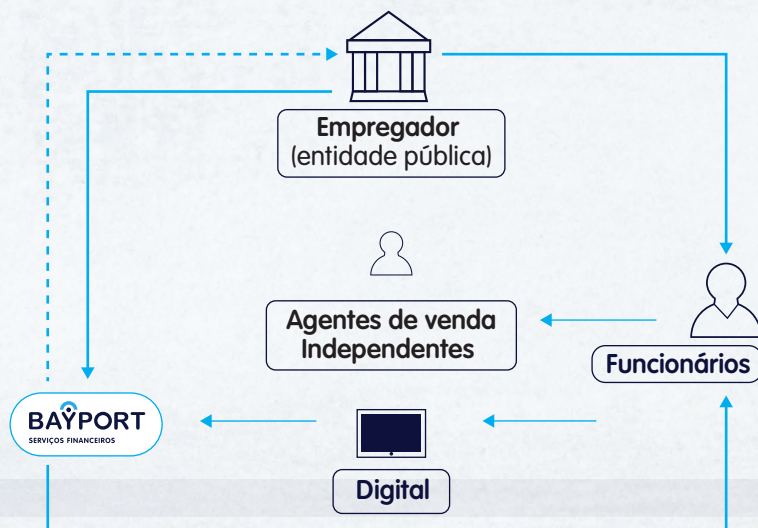 Empregador
(entidade pública)
Agentes de venda
Independentes
Funcionários
BAYPORT
SERVIÇOS FINANCEIROS
Digital